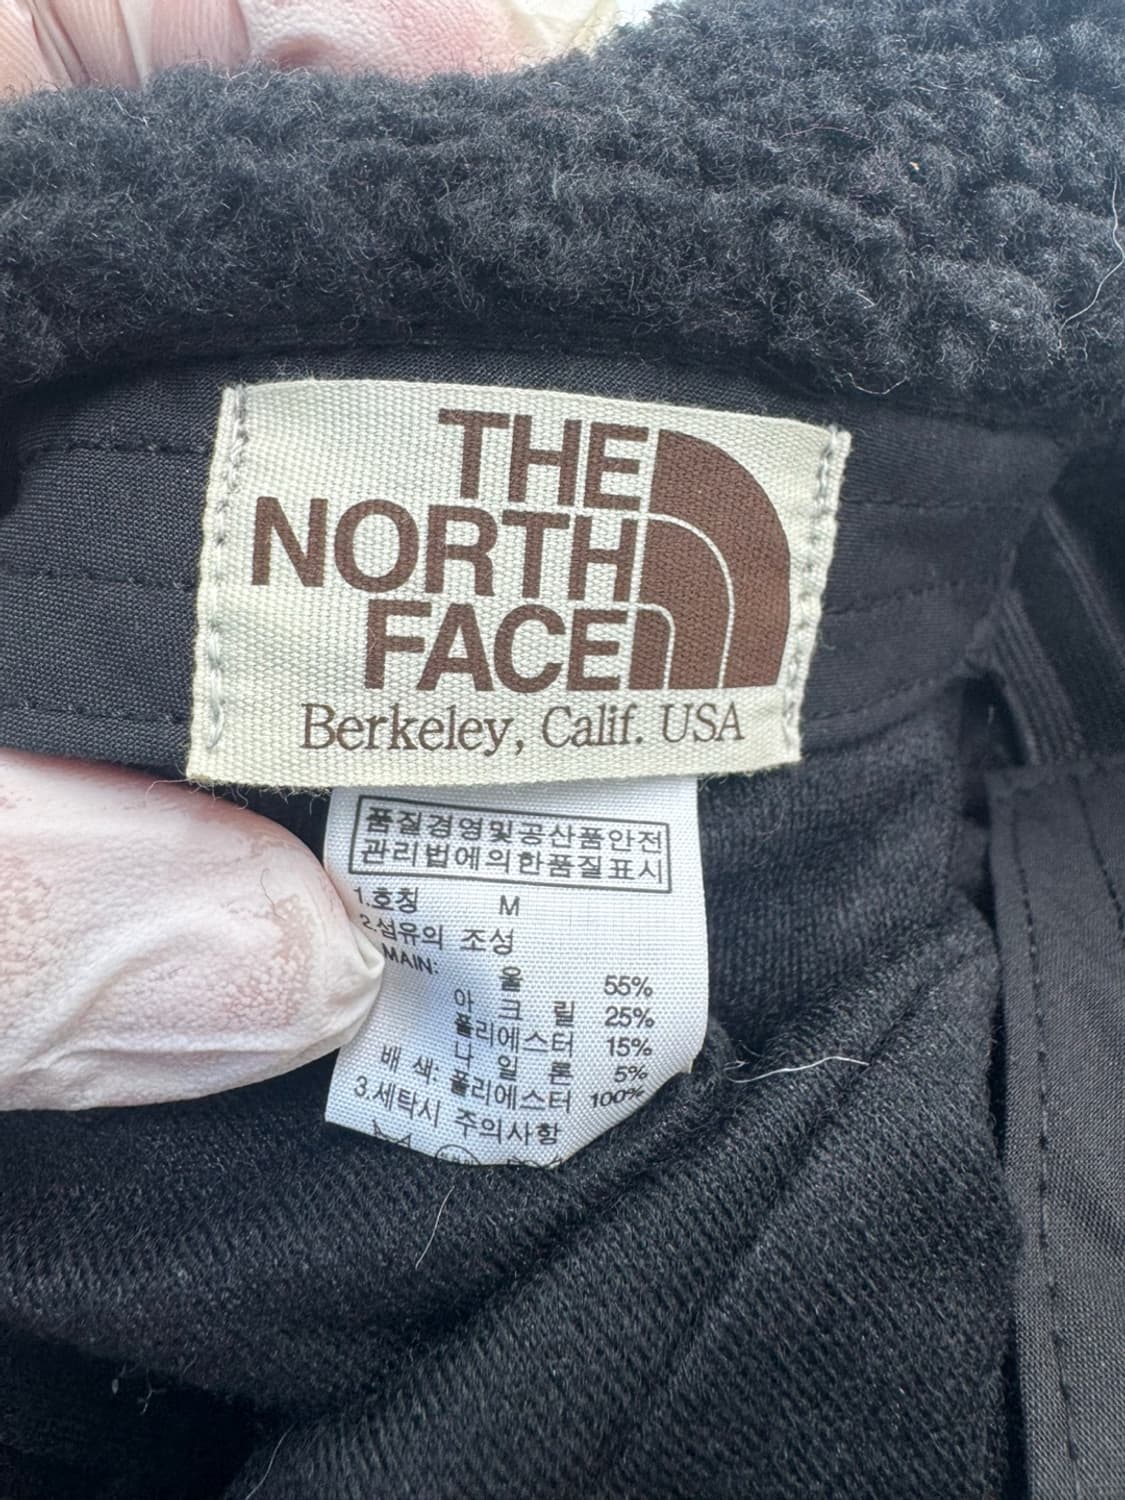 THE
NORTH
FACE
Berkeley, Calif. USA
품질경영및공산품안전
관리법에의한품질표시
1.호칭 M
2.섬유의 조성
MAIN:
울 55%
아 크 릴 25%
폴리에스터 15%
나 일 론 5%
배 색: 폴리에스터 100%
3.세탁시 주의사항